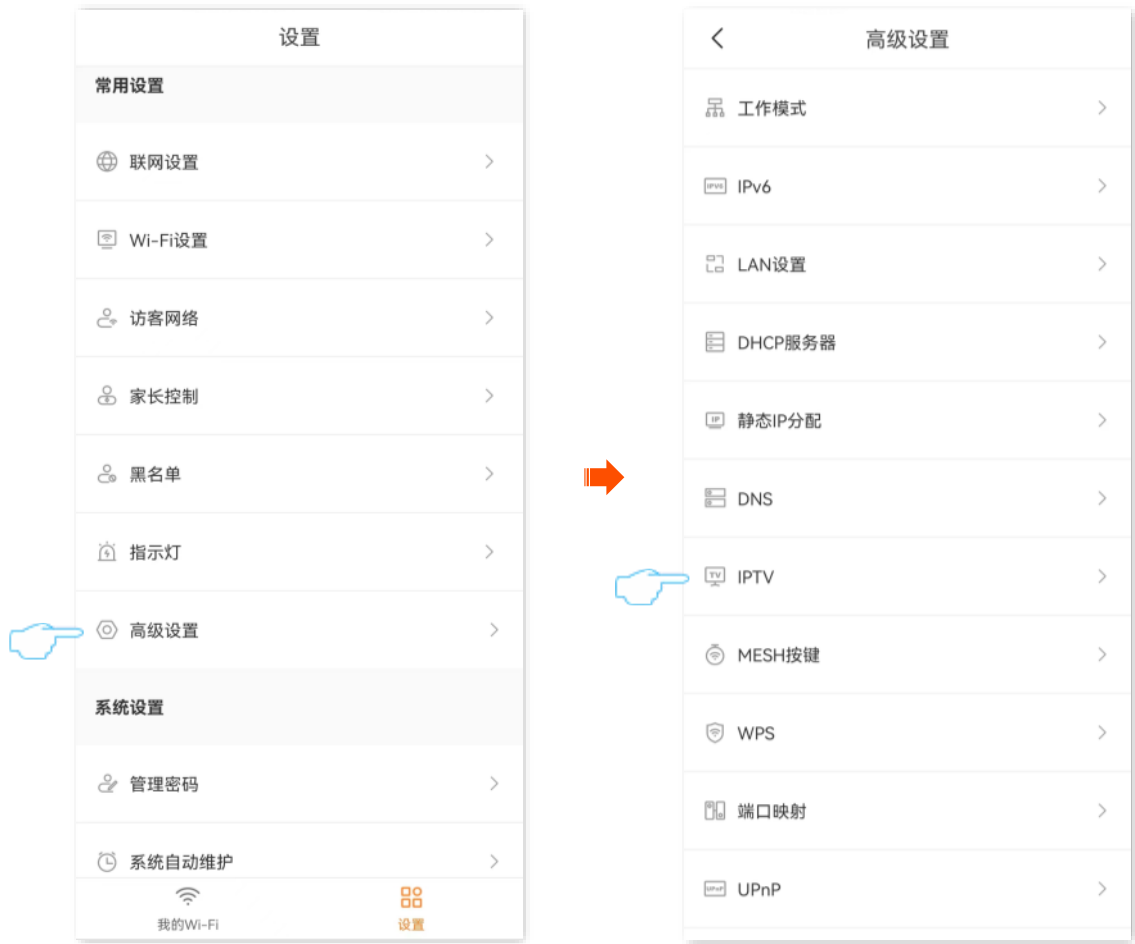 设置
常用设置
联网设置
Wi-Fi设置
访客网络
家长控制
黑名单
指示灯
高级设置
系统设置
管理密码
系统自动维护
我的Wi-Fi
设置
高级设置
工作模式
IPV6 IPv6
LAN设置
DHCP服务器
IP 静态IP分配
DNS
TV IPTV
MESH按键
WPS
端口映射
UPnP UPnP